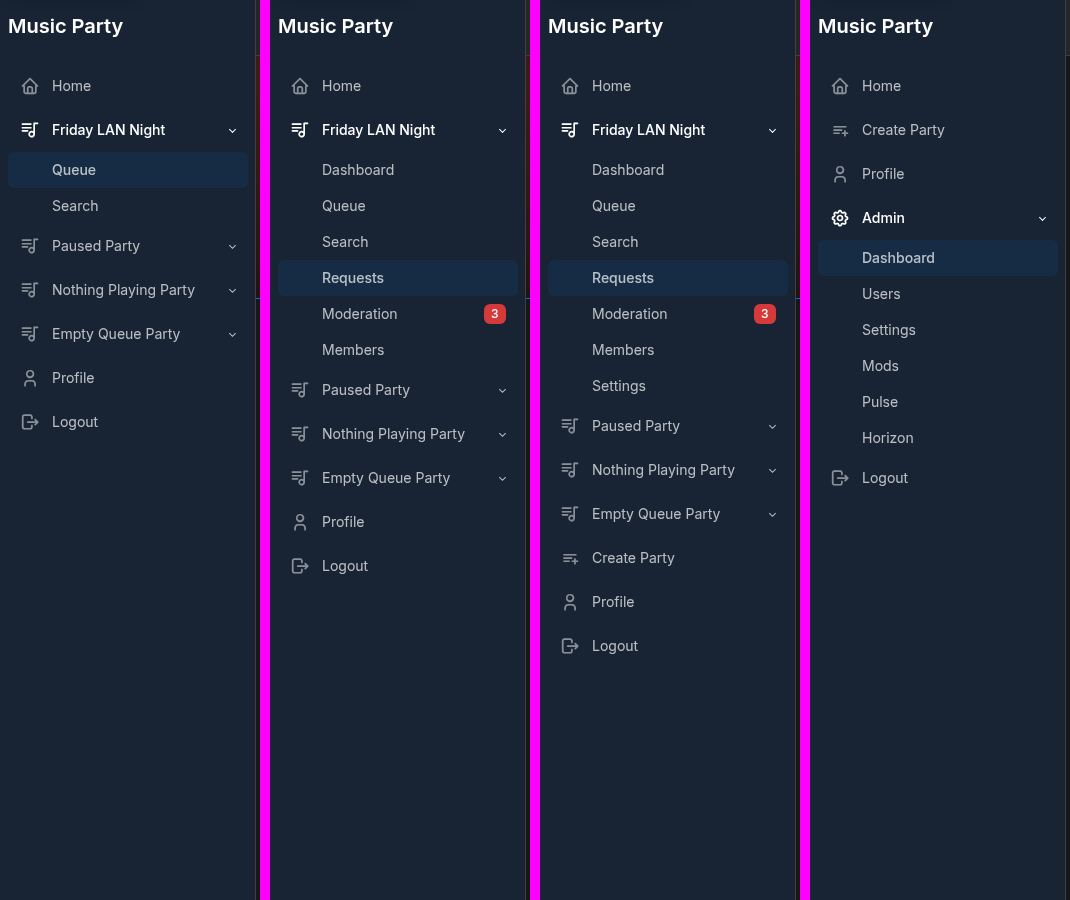 Music Party
Home
Friday LAN Night
Queue
Search
Paused Party
Nothing Playing Party
Empty Queue Party
Profile
Logout
Music Party
Home
Friday LAN Night
Dashboard
Queue
Search
Requests
Moderation 3
Members
Paused Party
Nothing Playing Party
Empty Queue Party
Profile
Logout
Music Party
Home
Friday LAN Night
Dashboard
Queue
Search
Requests
Moderation 3
Members
Settings
Paused Party
Nothing Playing Party
Empty Queue Party
Create Party
Profile
Logout
Music Party
Home
Create Party
Profile
Admin
Dashboard
Users
Settings
Mods
Pulse
Horizon
Logout